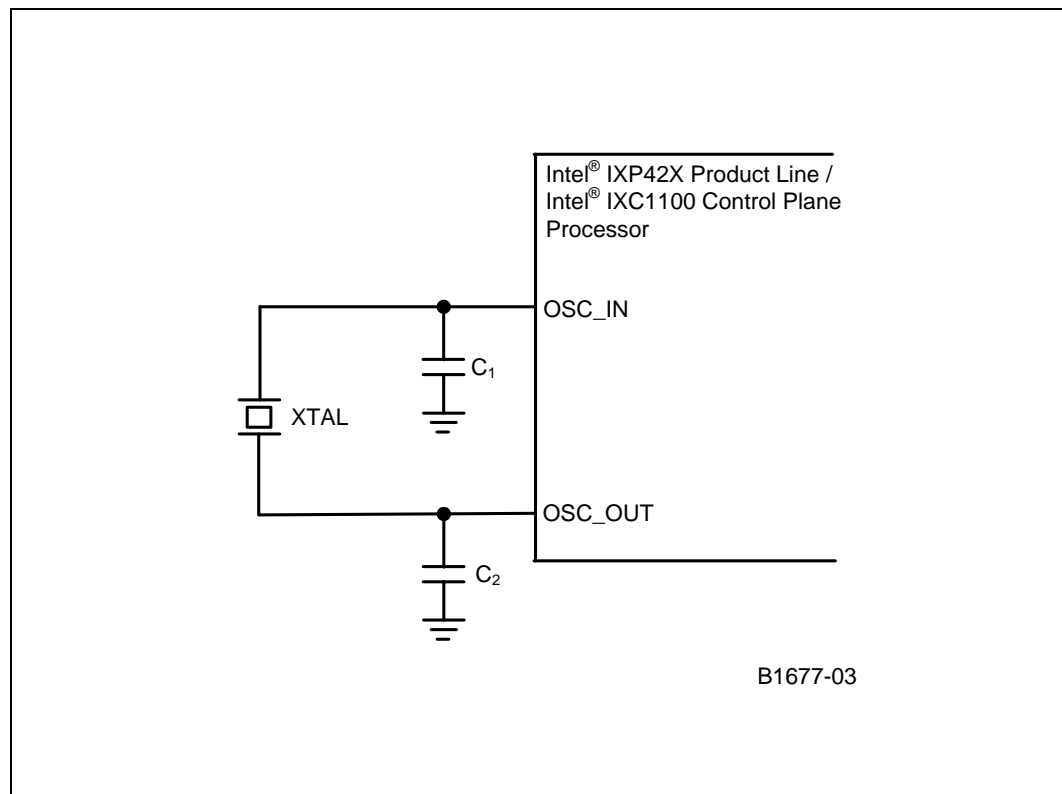 Intel® IXP42X Product Line /
Intel® IXC1100 Control Plane
Processor
OSC_IN
C₁
XTAL
OSC_OUT
C₂
B1677-03